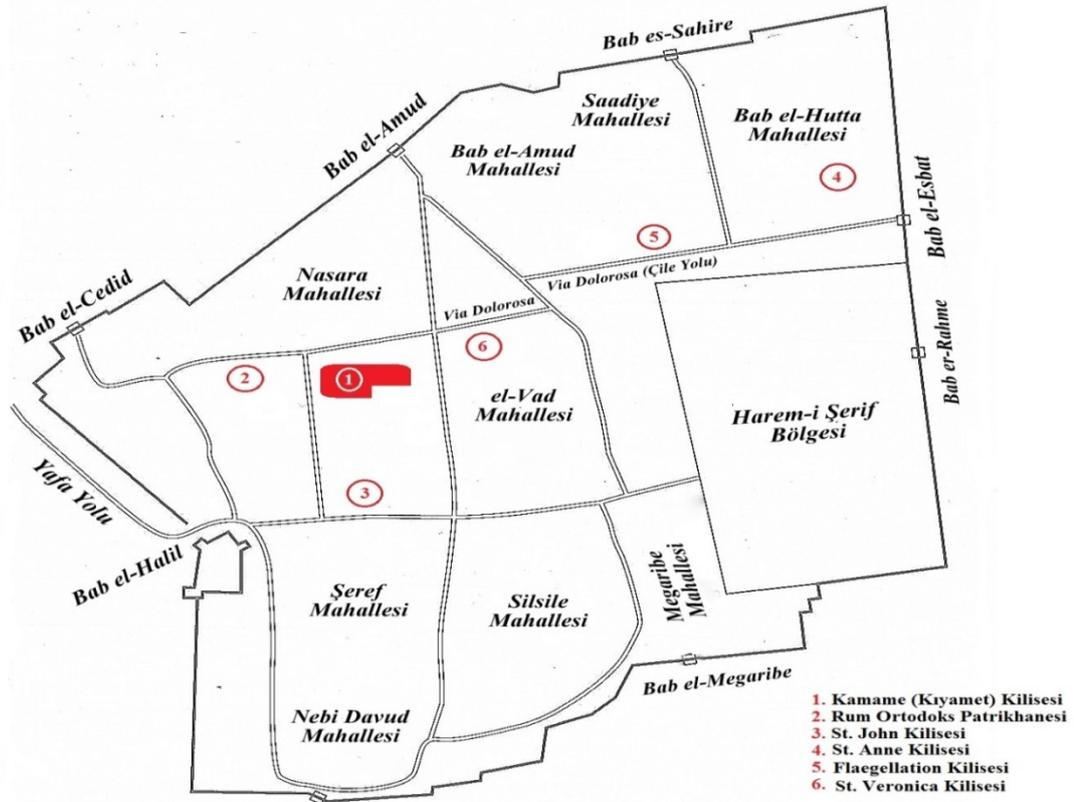 Bab es-Sahire
Saadiye
Mahallesi
Bab el-Hutta
Mahallesi
Bab el-Amud
Bab el-Amud
Mahallesi
4
Bab el-Esbat
5
Via Dolorosa (Çile Yolu)
Nasara
Mahallesi
Bab el-Cedid
Via Dolorosa
6
Bab er-Rahme
2
1
el-Vad
Mahallesi
Harem-i Şerif
Bölgesi
Yafa Yolu
3
Bab el-Halil
Şeref
Mahallesi
Silsile
Mahallesi
Megaribe
Mahallesi
Bab el-Megaribe
Nebi Davud
Mahallesi
1. Kamame (Kıyamet) Kilisesi
2. Rum Ortodoks Patrikhanesi
3. St. John Kilisesi
4. St. Anne Kilisesi
5. Flaegellation Kilisesi
6. St. Veronica Kilisesi